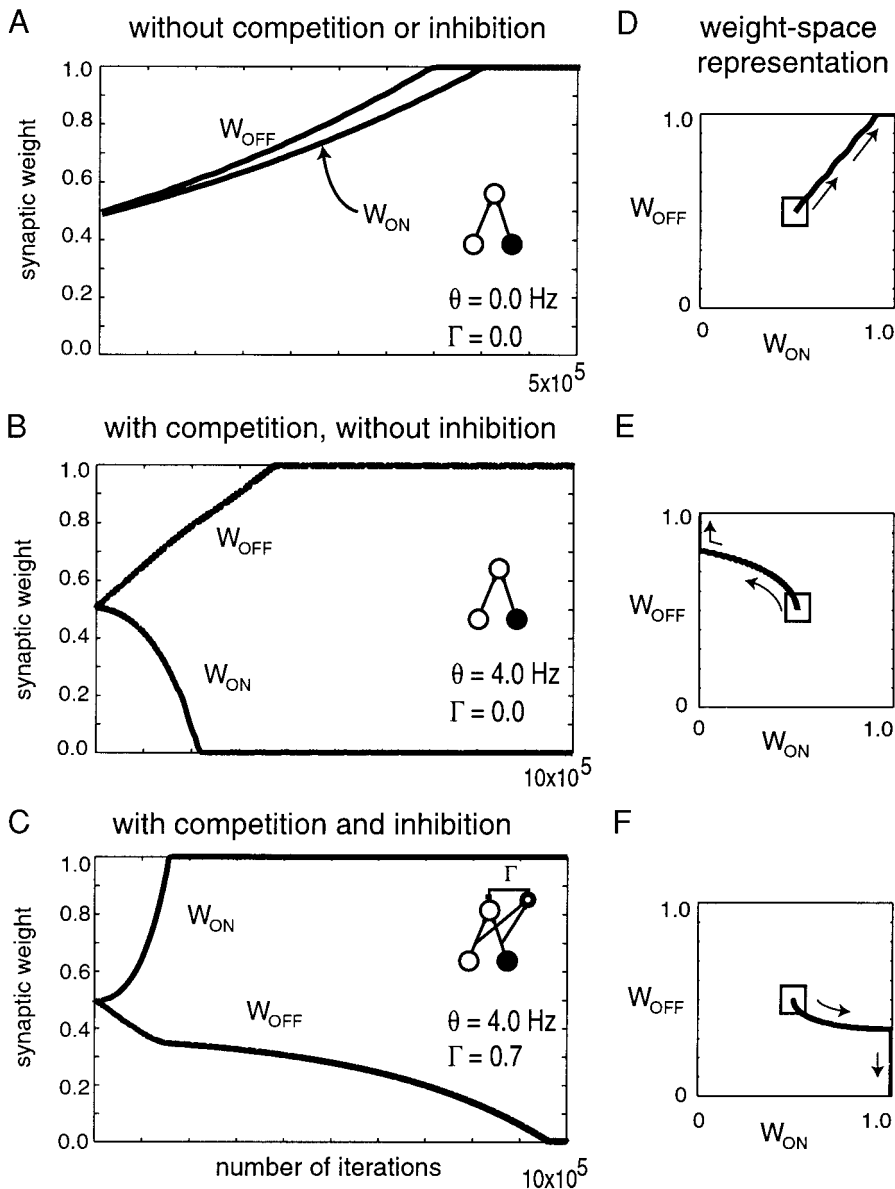 A
without competition or inhibition
D
weight-space
representation
synaptic weight
1.0
0.8
0.6
0.4
0.2
0.0
W_OFF
W_ON
θ = 0.0 Hz
Γ = 0.0
5x10^5
1.0
W_OFF
0
0
1.0
W_ON
B
with competition, without inhibition
E
synaptic weight
1.0
0.8
0.6
0.4
0.2
0.0
W_OFF
W_ON
θ = 4.0 Hz
Γ = 0.0
10x10^5
1.0
W_OFF
0
0
1.0
W_ON
C
with competition and inhibition
F
synaptic weight
1.0
0.8
0.6
0.4
0.2
0.0
Γ
W_ON
W_OFF
θ = 4.0 Hz
Γ = 0.7
number of iterations
10x10^5
1.0
W_OFF
0
0
1.0
W_ON